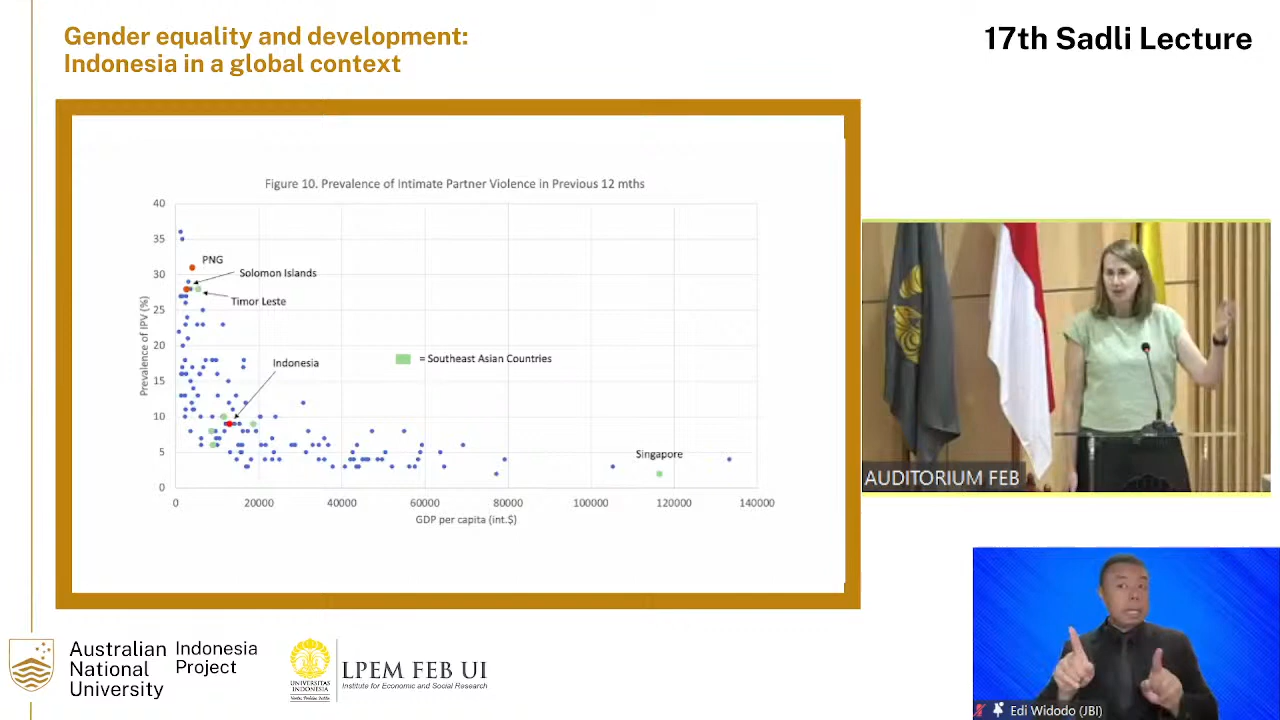 Gender equality and development:
Indonesia in a global context
17th Sadli Lecture
Figure 10. Prevalence of Intimate Partner Violence in Previous 12 mths
Prevalence of IPV (%)
40
35
30
25
20
15
10
5
0
PNG
Solomon Islands
Timor Leste
Indonesia
= Southeast Asian Countries
Singapore
0 20000 40000 60000 80000 100000 120000 140000
GDP per capita (int.$)
AUDITORIUM FEB
Australian
National
University
Indonesia
Project
UNIVERSITAS
INDONESIA
LPEM FEB UI
Institute for Economic and Social Research
Edi Widodo (JBI)